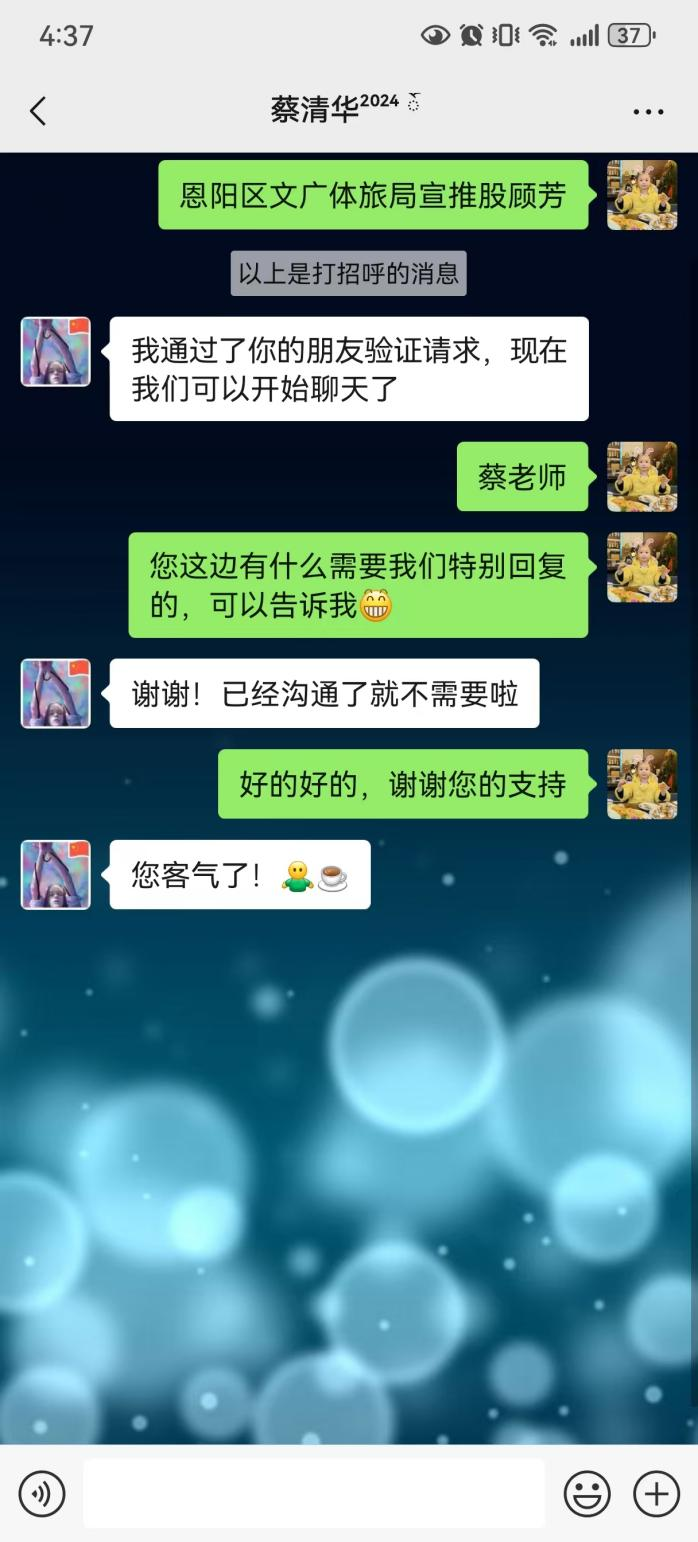 4:37
37
蔡清华²⁰²⁴
恩阳区文广体旅局宣推股顾芳
以上是打招呼的消息
我通过了你的朋友验证请求，现在
我们可以开始聊天了
蔡老师
您这边有什么需要我们特别回复
的，可以告诉我😁
谢谢！已经沟通了就不需要啦
好的好的，谢谢您的支持
您客气了！☕